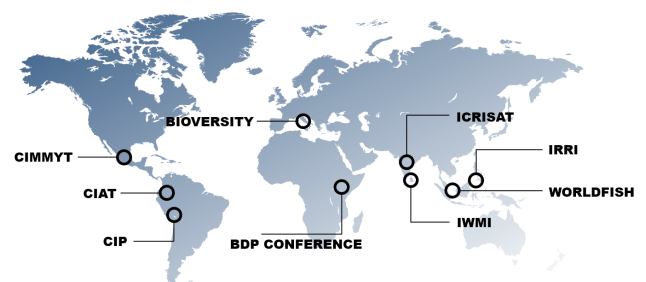 BIOVERSITY
ICRISAT
CIMMYT
IRRI
CIAT
WORLDFISH
IWMI
CIP
BDP CONFERENCE